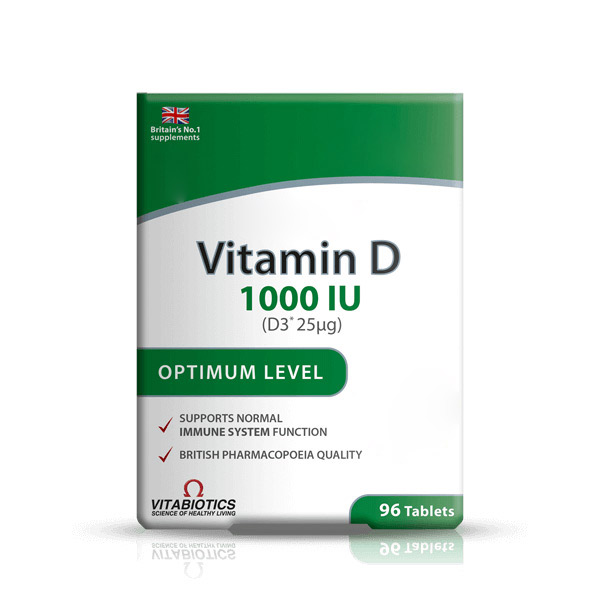 Britain's No.1
supplements
Vitamin D
1000 IU
(D3* 25µg)
OPTIMUM LEVEL
SUPPORTS NORMAL
IMMUNE SYSTEM FUNCTION
BRITISH PHARMACOPOEIA QUALITY
VITABIOTICS
SCIENCE OF HEALTHY LIVING
96 Tablets